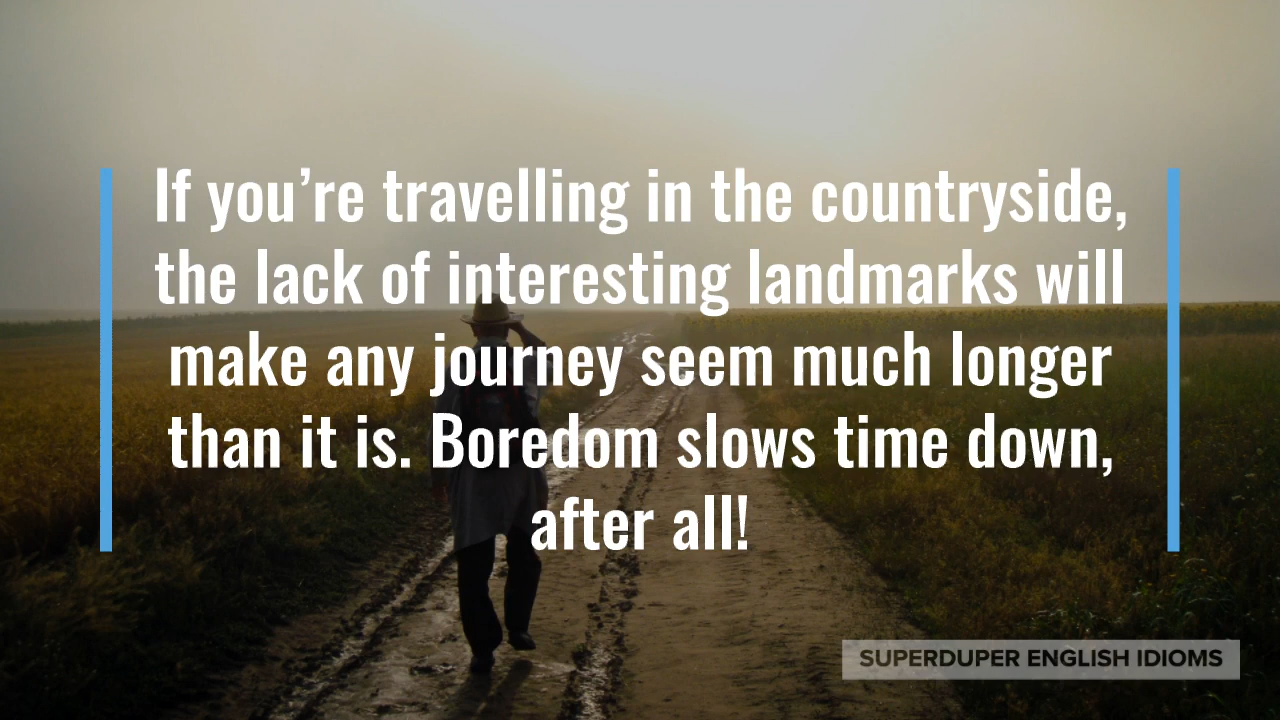 If you’re travelling in the countryside,
the lack of interesting landmarks will
make any journey seem much longer
than it is. Boredom slows time down,
after all!
SUPERDUPER ENGLISH IDIOMS